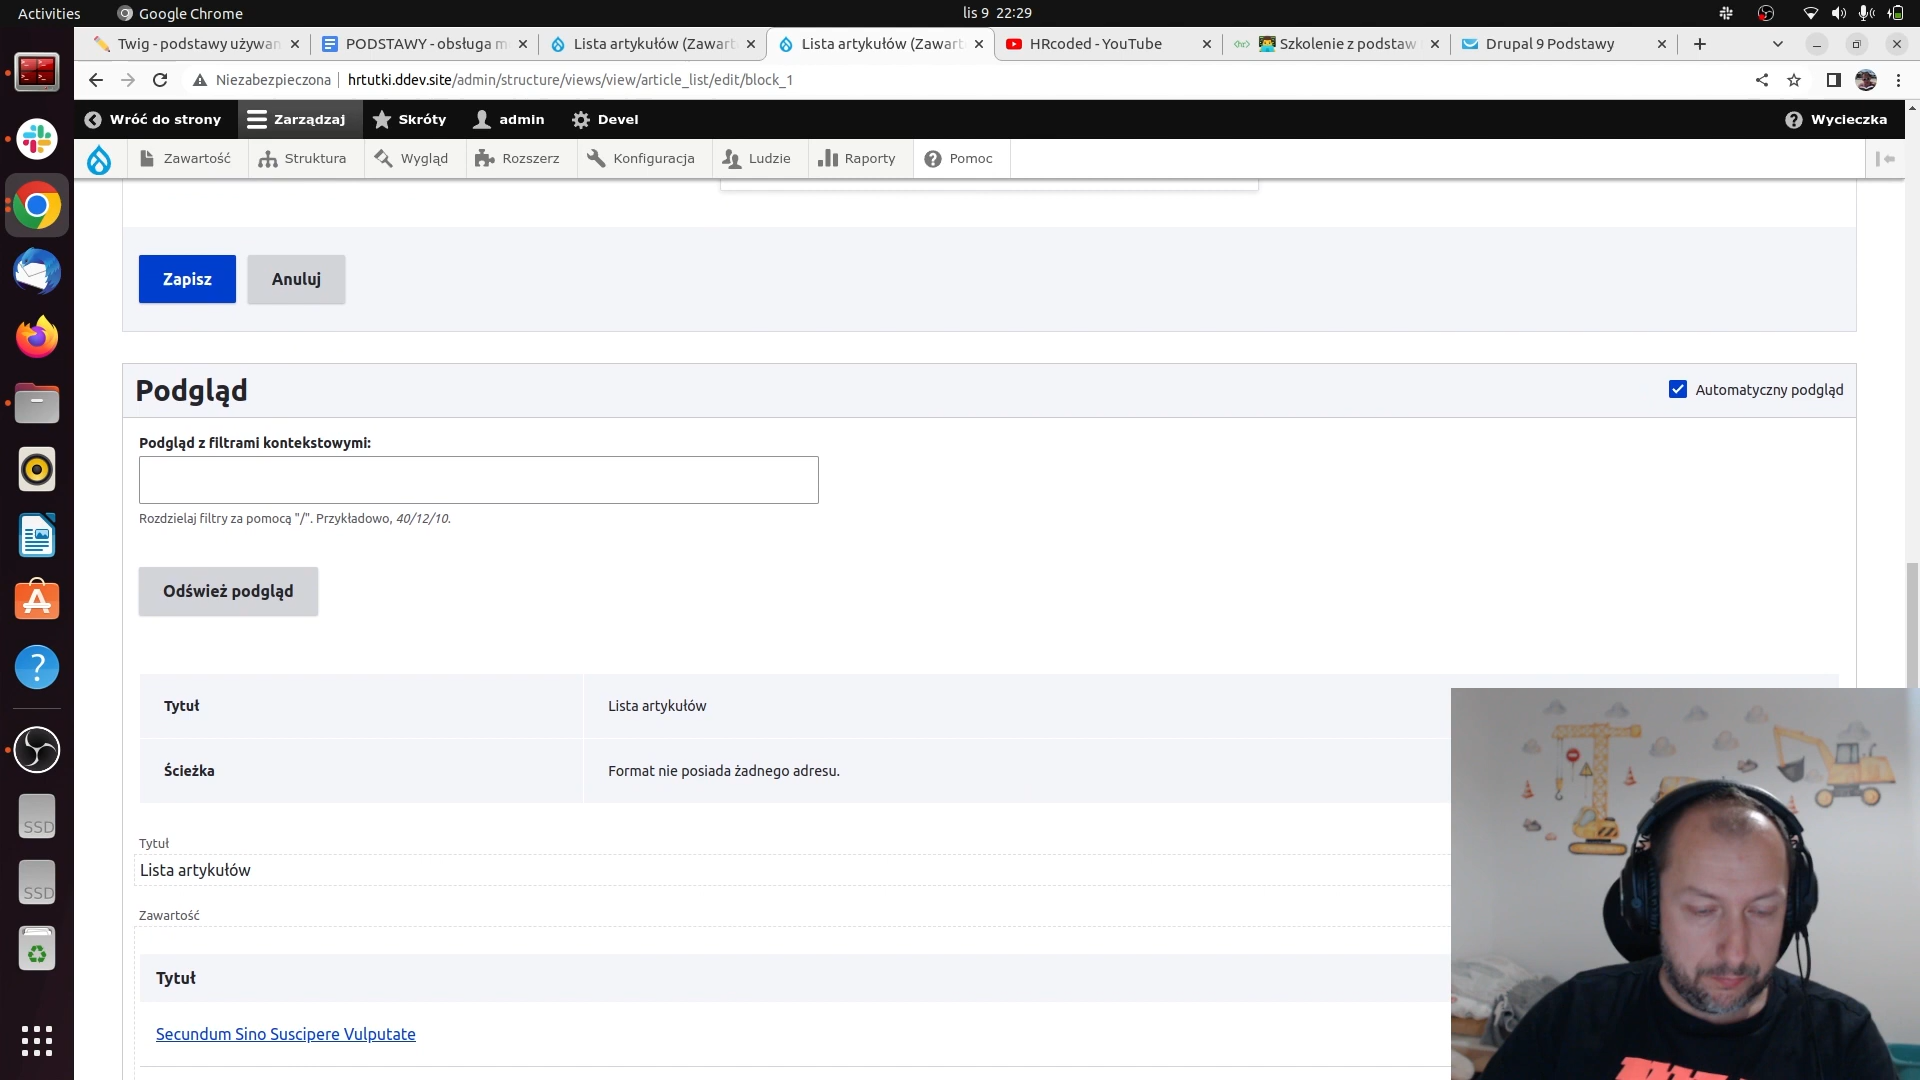 Activities
Google Chrome
lis 9 22:29
Twig - podstawy używan
PODSTAWY - obsługa m
Lista artykułów (Zawart
Lista artykułów (Zawart
HRcoded - YouTube
Szkolenie z podstaw
Drupal 9 Podstawy
Niezabezpieczona
hrtutki.ddev.site/admin/structure/views/view/article_list/edit/block_1
Wróć do strony
Zarządzaj
Skróty
admin
Devel
Wycieczka
Zawartość
Struktura
Wygląd
Rozszerz
Konfiguracja
Ludzie
Raporty
Pomoc
Zapisz
Anuluj
Podgląd
Automatyczny podgląd
Podgląd z filtrami kontekstowymi:
Rozdzielaj filtry za pomocą "/". Przykładowo, 40/12/10.
Odśwież podgląd
Tytuł
Lista artykułów
Ścieżka
Format nie posiada żadnego adresu.
Tytuł
Lista artykułów
Zawartość
Tytuł
Secundum Sino Suscipere Vulputate
SSD
SSD